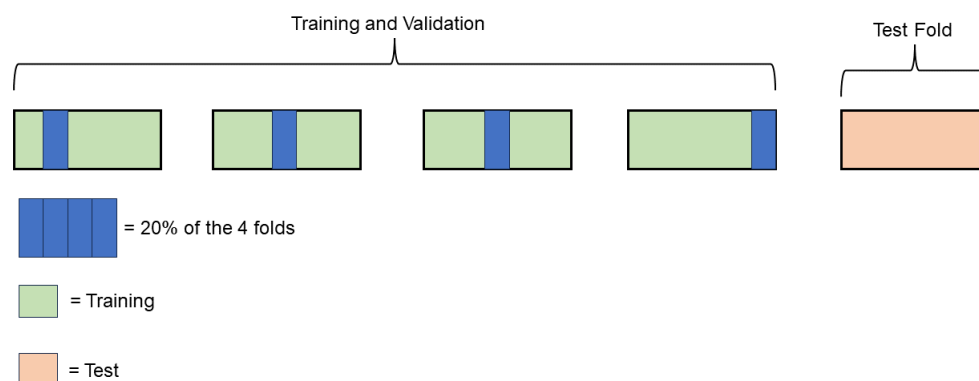 Training and Validation
Test Fold
= 20% of the 4 folds
= Training
= Test